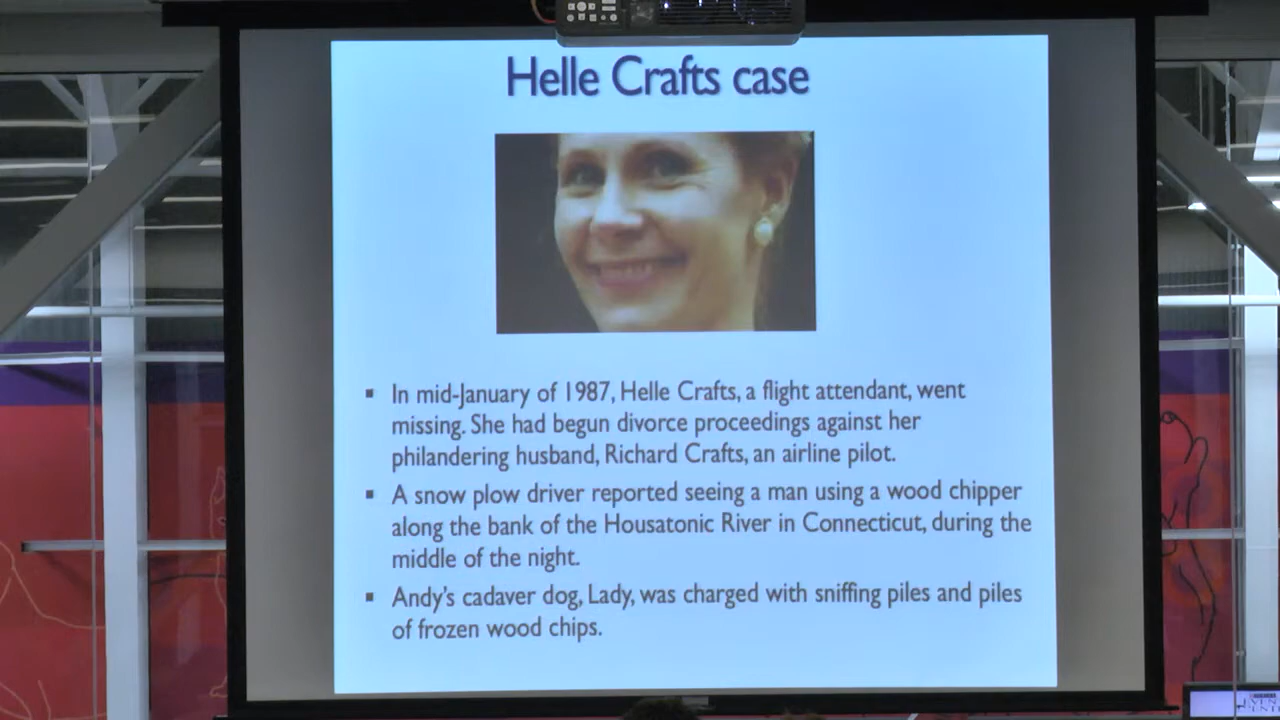 Helle Crafts case
▪ In mid-January of 1987, Helle Crafts, a flight attendant, went
missing. She had begun divorce proceedings against her
philandering husband, Richard Crafts, an airline pilot.
▪ A snow plow driver reported seeing a man using a wood chipper
along the bank of the Housatonic River in Connecticut, during the
middle of the night.
▪ Andy's cadaver dog, Lady, was charged with sniffing piles and piles
of frozen wood chips.